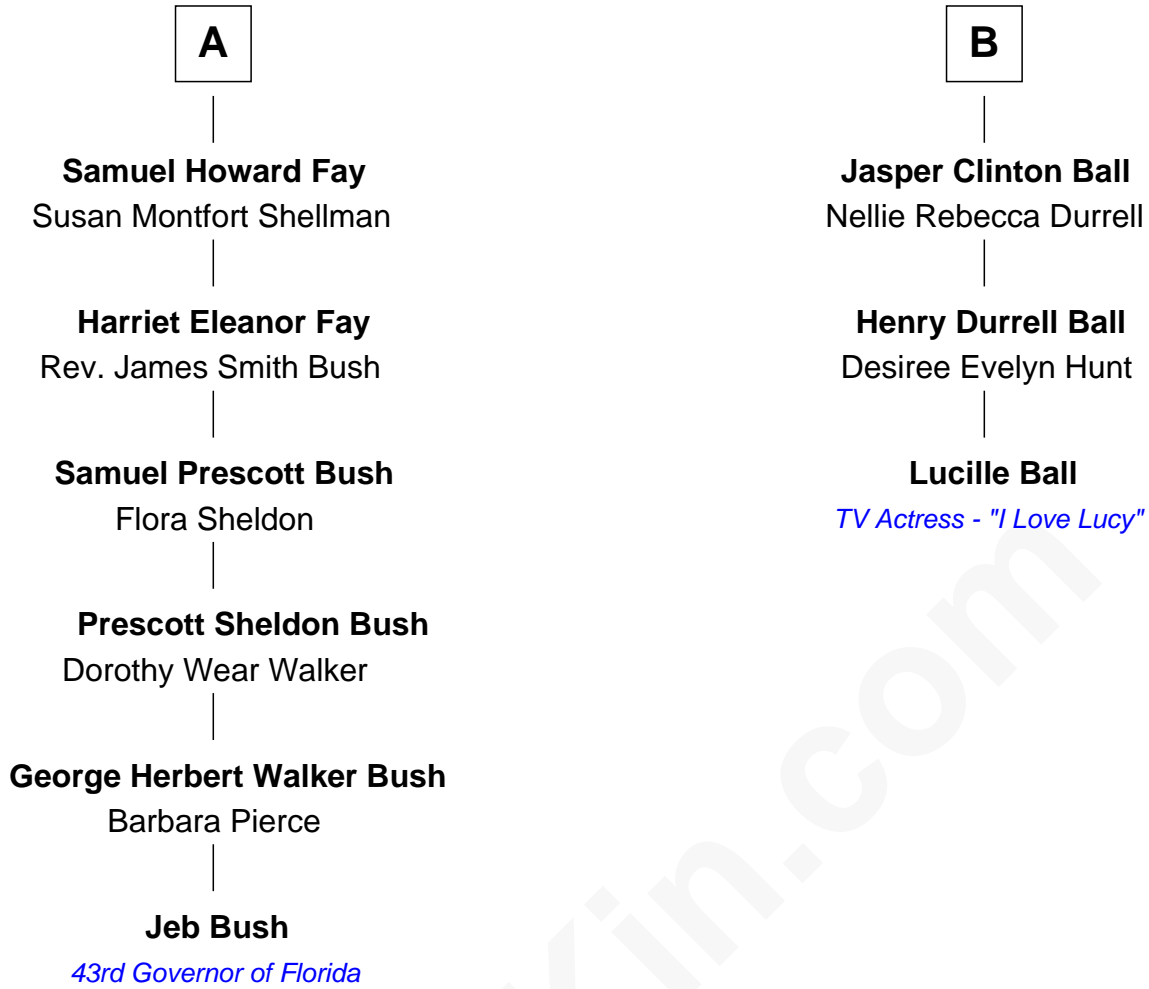 A
Samuel Howard Fay
Susan Montfort Shellman
Harriet Eleanor Fay
Rev. James Smith Bush
Samuel Prescott Bush
Flora Sheldon
Prescott Sheldon Bush
Dorothy Wear Walker
George Herbert Walker Bush
Barbara Pierce
Jeb Bush
43rd Governor of Florida
B
Jasper Clinton Ball
Nellie Rebecca Durrell
Henry Durrell Ball
Desiree Evelyn Hunt
Lucille Ball
TV Actress - "I Love Lucy"
Kin.com